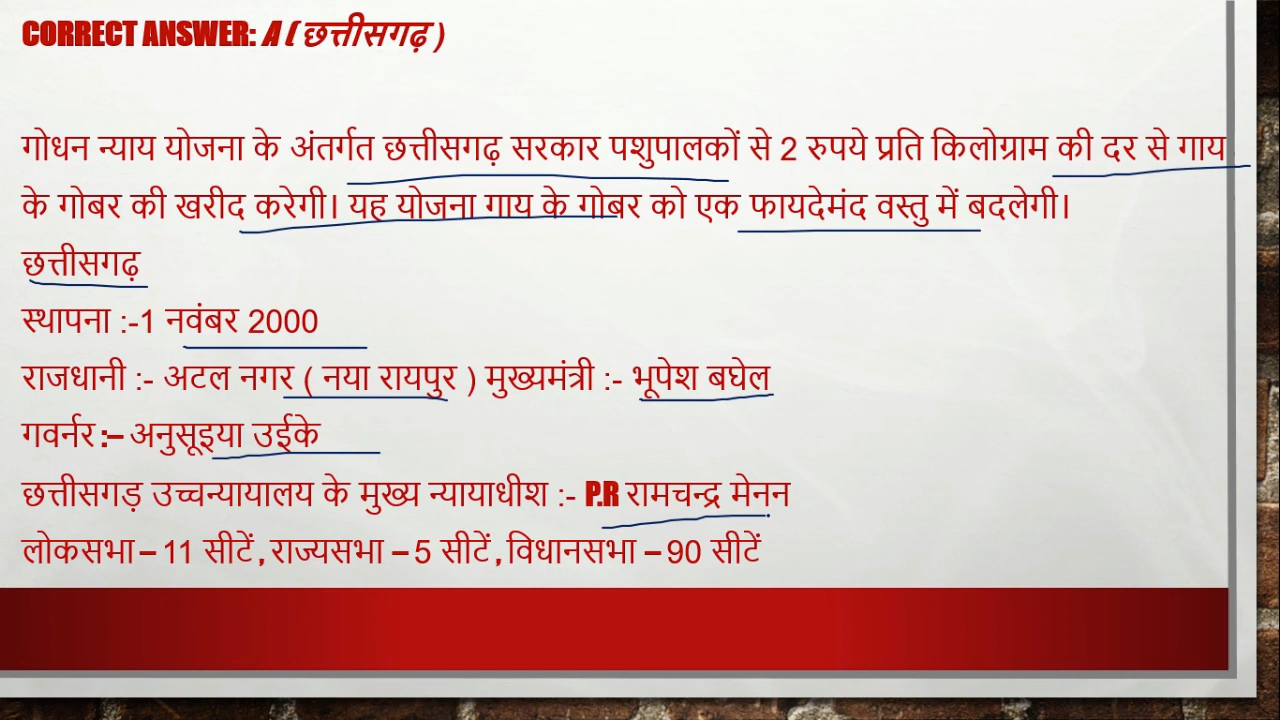 CORRECT ANSWER: A ( छत्तीसगढ़ )
गोधन न्याय योजना के अंतर्गत छत्तीसगढ़ सरकार पशुपालकों से 2 रुपये प्रति किलोग्राम की दर से गाय
के गोबर की खरीद करेगी। यह योजना गाय के गोबर को एक फायदेमंद वस्तु में बदलेगी।
छत्तीसगढ़
स्थापना :-1 नवंबर 2000
राजधानी :- अटल नगर ( नया रायपुर ) मुख्यमंत्री :- भूपेश बघेल
गवर्नर :– अनुसूइया उईके
छत्तीसगड़ उच्चन्यायालय के मुख्य न्यायाधीश :- P.R रामचन्द्र मेनन
लोकसभा – 11 सीटें , राज्यसभा – 5 सीटें , विधानसभा – 90 सीटें